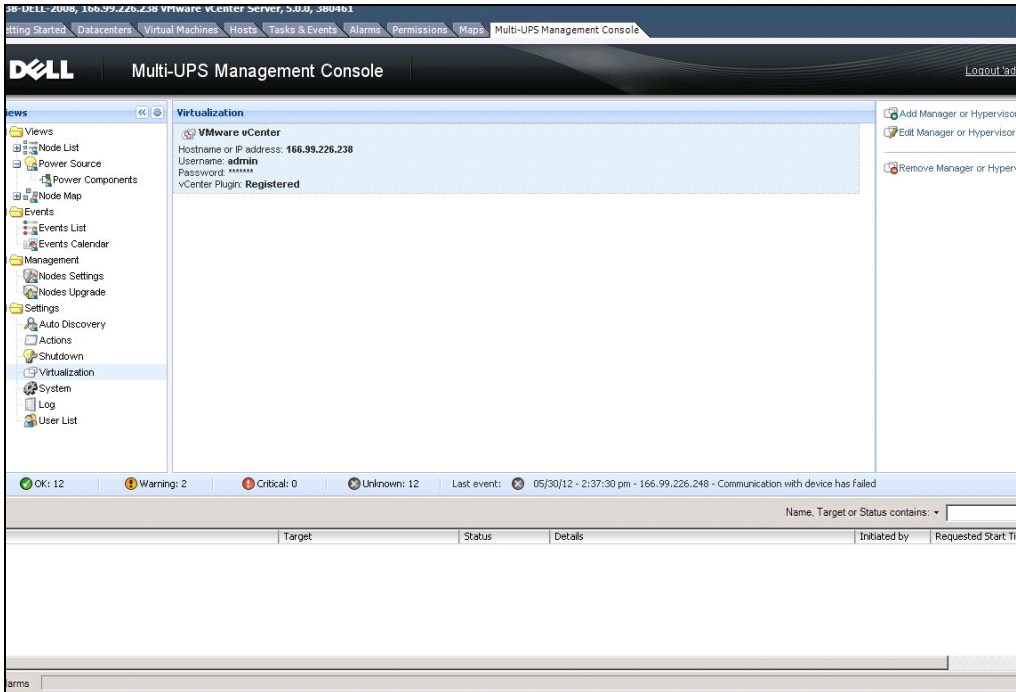 38-DELL-2008, 166.99.226.238 VMware vCenter Server, 5.0.0, 380461
etting Started Datacenters Virtual Machines Hosts Tasks & Events Alarms Permissions Maps Multi-UPS Management Console
DELL Multi-UPS Management Console Logout 'ad
iews
Views
Node List
Power Source
Power Components
Node Map
Events
Events List
Events Calendar
Management
Nodes Settings
Nodes Upgrade
Settings
Auto Discovery
Actions
Shutdown
Virtualization
System
Log
User List
Virtualization
VMware vCenter
Hostname or IP address: 166.99.226.238
Username: admin
Password: *******
vCenter Plugin: Registered
Add Manager or Hypervisor
Edit Manager or Hypervisor
Remove Manager or Hyperv
OK: 12 Warning: 2 Critical: 0 Unknown: 12 Last event: 05/30/12 - 2:37:30 pm - 166.99.226.248 - Communication with device has failed
Name, Target or Status contains:
Target Status Details Initiated by Requested Start Ti
larms